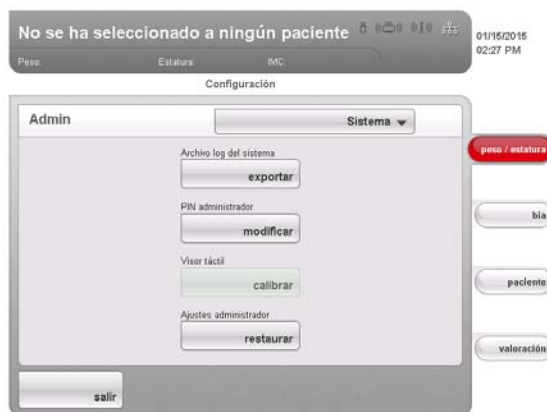 No se ha seleccionado a ningún paciente
01/15/2015
02:27 PM
Peso: Estatura: IMC:
Configuración
Admin Sistema
peso / estatura
Archivo log del sistema
exportar
PIN administrador
modificar
bia
Visor táctil
calibrar
paciente
Ajustes administrador
restaurar
valoración
salir